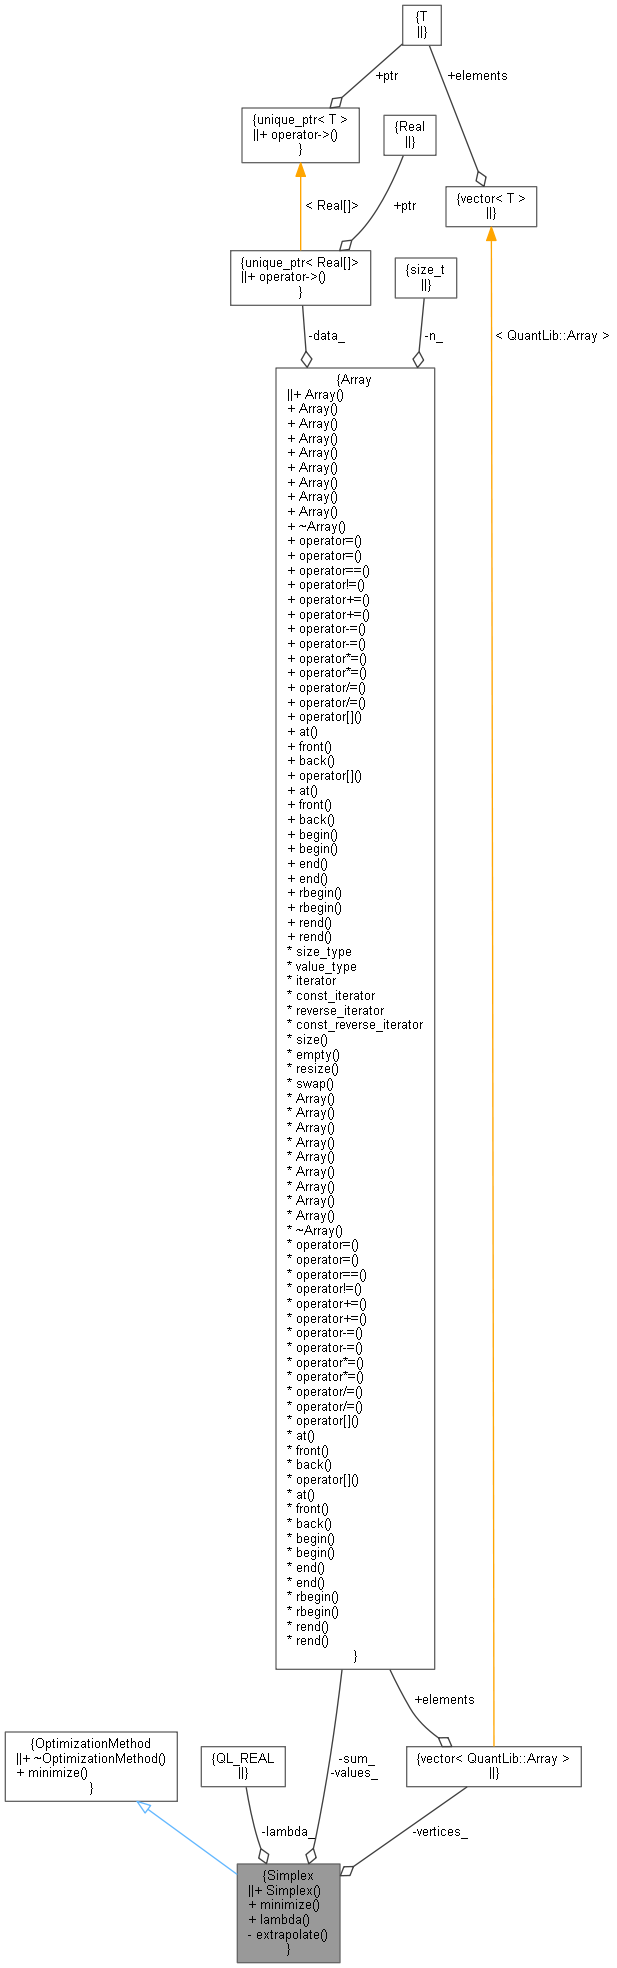 {T
||}
+ptr
+elements
{unique_ptr< T >
||+ operator->()
}
{Real
||}
{vector< T >
||}
< Real[]>
+ptr
{unique_ptr< Real[]>
||+ operator->()
}
{size_t
||}
-data_
-n_
< QuantLib::Array >
{Array
||+ Array()
+ Array()
+ Array()
+ Array()
+ Array()
+ Array()
+ Array()
+ Array()
+ Array()
+ ~Array()
+ operator=()
+ operator=()
+ operator==()
+ operator!=()
+ operator+=()
+ operator+=()
+ operator-=()
+ operator-=()
+ operator*=()
+ operator*=()
+ operator/=()
+ operator/=()
+ operator[]()
+ at()
+ front()
+ back()
+ operator[]()
+ at()
+ front()
+ back()
+ begin()
+ begin()
+ end()
+ end()
+ rbegin()
+ rbegin()
+ rend()
+ rend()
* size_type
* value_type
* iterator
* const_iterator
* reverse_iterator
* const_reverse_iterator
* size()
* empty()
* resize()
* swap()
* Array()
* Array()
* Array()
* Array()
* Array()
* Array()
* Array()
* Array()
* Array()
* ~Array()
* operator=()
* operator=()
* operator==()
* operator!=()
* operator+=()
* operator+=()
* operator-=()
* operator-=()
* operator*=()
* operator*=()
* operator/=()
* operator/=()
* operator[]()
* at()
* front()
* back()
* operator[]()
* at()
* front()
* back()
* begin()
* begin()
* end()
* end()
* rbegin()
* rbegin()
* rend()
* rend()
}
+elements
{OptimizationMethod
||+ ~OptimizationMethod()
+ minimize()
}
{QL_REAL
||}
-sum_
-values_
{vector< QuantLib::Array >
||}
-lambda_
-vertices_
{Simplex
||+ Simplex()
+ minimize()
+ lambda()
- extrapolate()
}